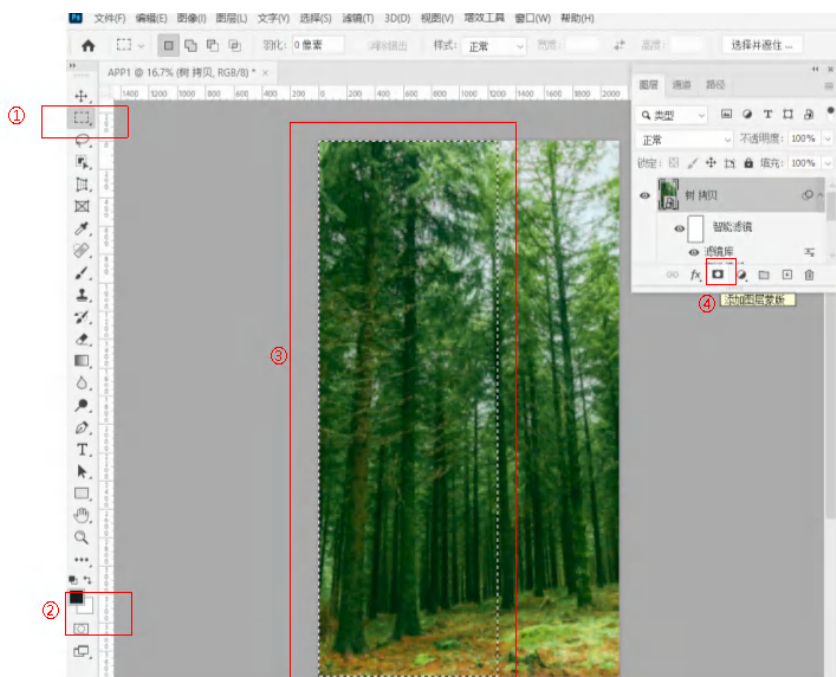 Ps 文件(F) 编辑(E) 图像(I) 图层(L) 文字(Y) 选择(S) 滤镜(T) 3D(D) 视图(V) 增效工具 窗口(W) 帮助(H)
羽化: 0 像素 消除锯齿 样式: 正常 宽度: 高度: 选择并遮住 ...
APP1 @ 16.7% (树 拷贝, RGB/8) * ×
1400 1200 1000 800 600 400 200 0 200 400 600 800 1000 1200 1400 1600 1800 2000
图层 通道 路径
类型
正常 不透明度: 100%
锁定: 填充: 100%
树 拷贝
智能滤镜
滤镜库
fx
添加图层蒙版
①
②
③
④